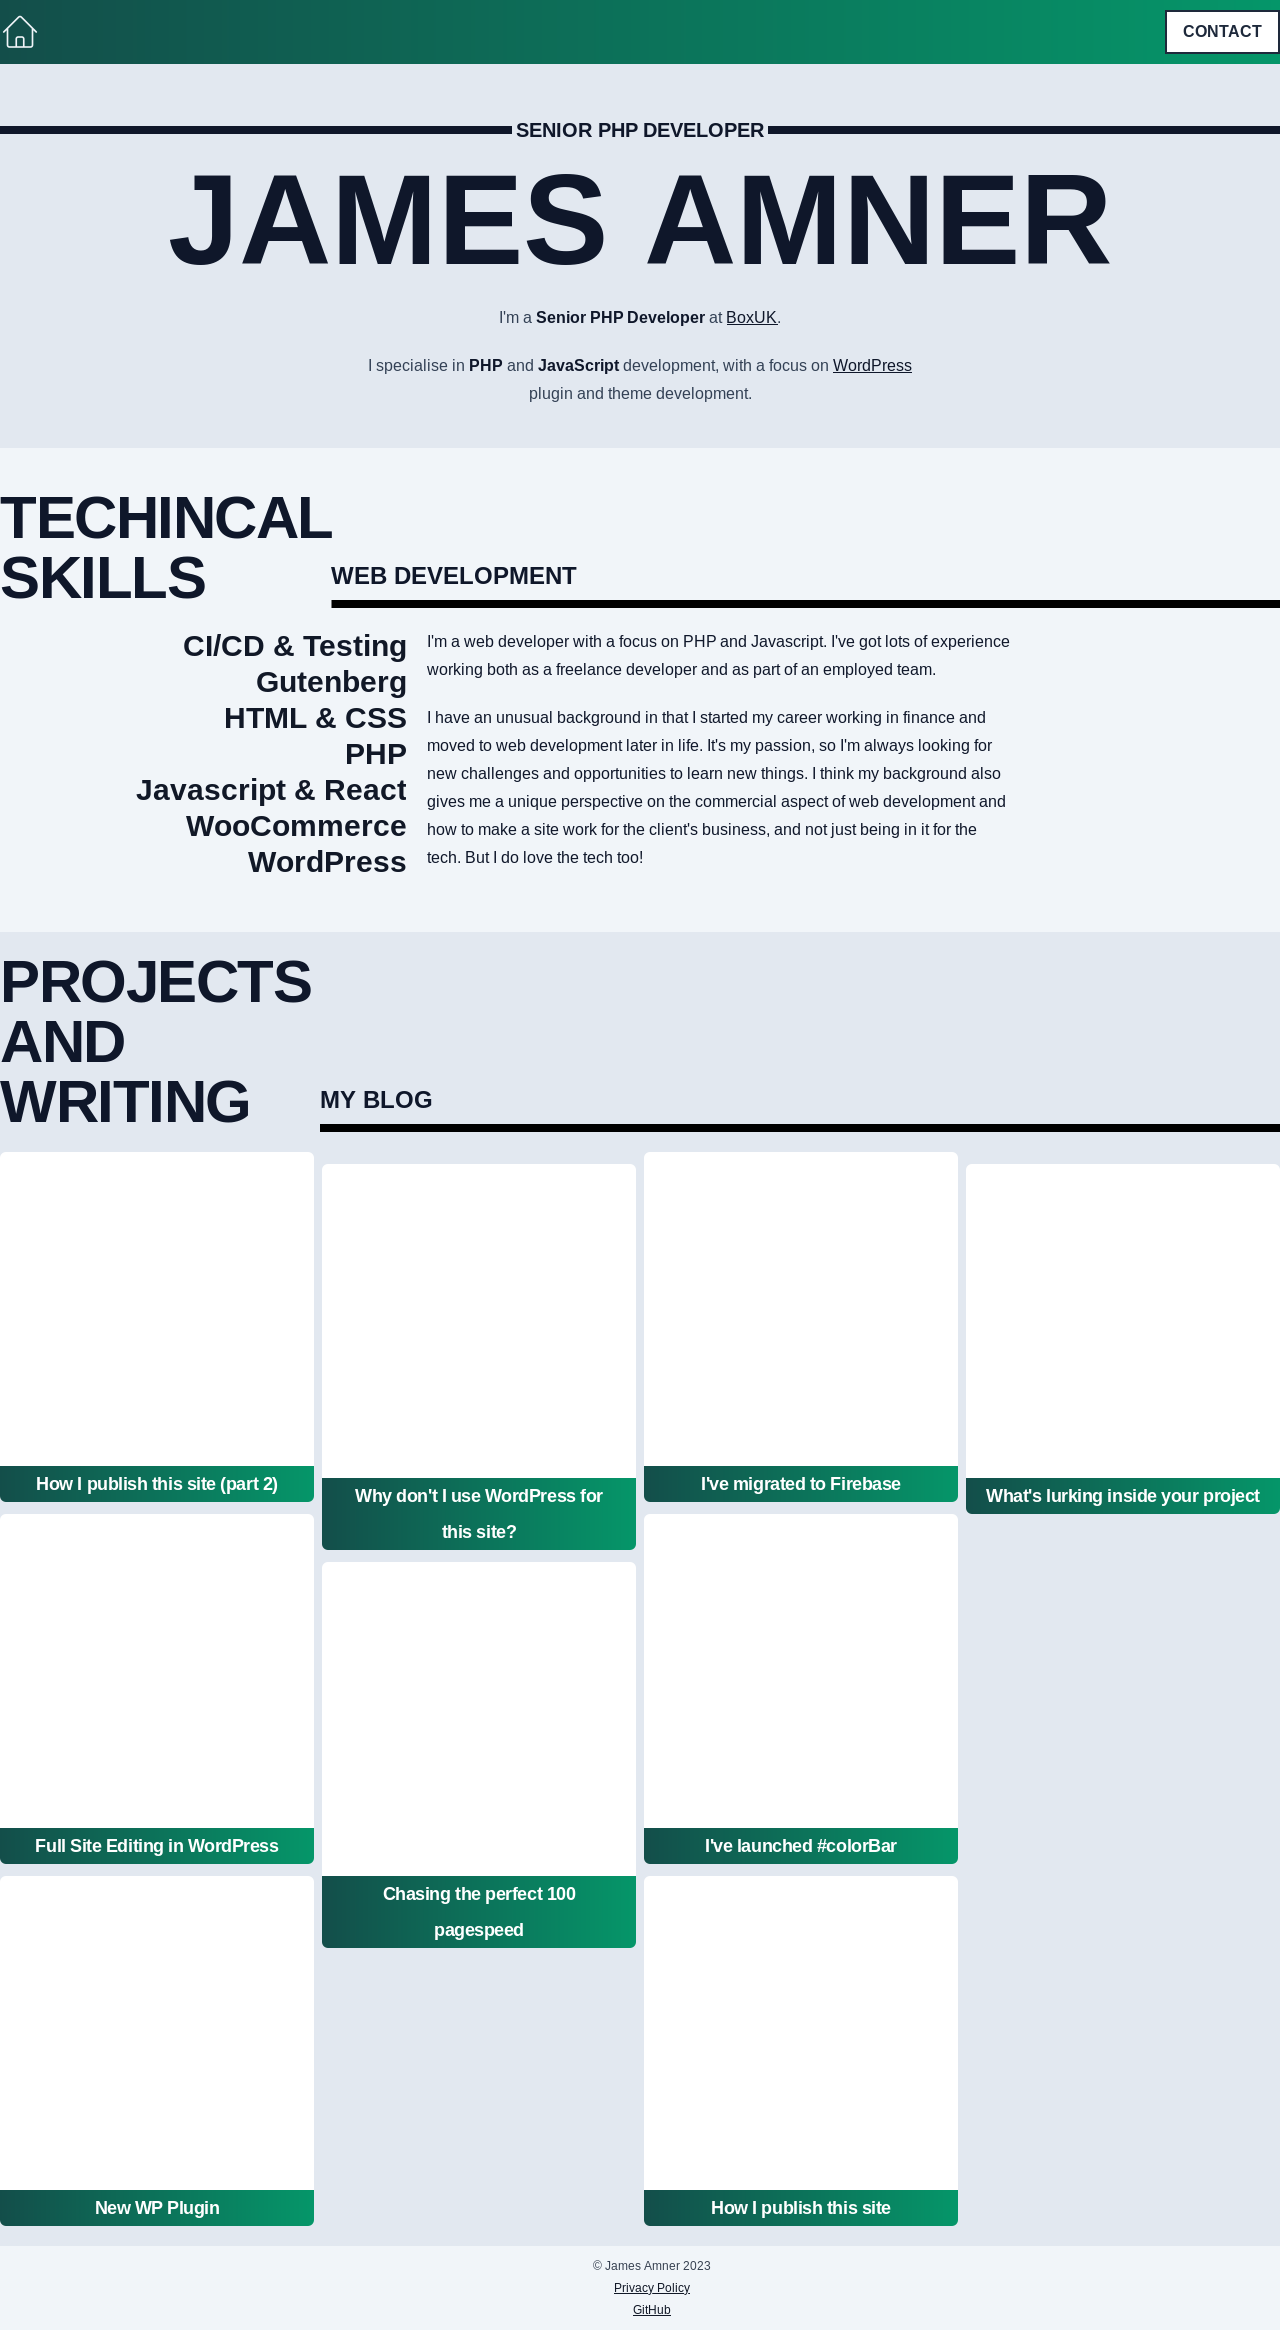 CONTACT
SENIOR PHP DEVELOPER
JAMES AMNER
I'm a Senior PHP Developer at BoxUK.
I specialise in PHP and JavaScript development, with a focus on WordPress
plugin and theme development.
TECHINCAL
SKILLS
WEB DEVELOPMENT
CI/CD & Testing
Gutenberg
HTML & CSS
PHP
Javascript & React
WooCommerce
WordPress
I'm a web developer with a focus on PHP and Javascript. I've got lots of experience
working both as a freelance developer and as part of an employed team.
I have an unusual background in that I started my career working in finance and
moved to web development later in life. It's my passion, so I'm always looking for
new challenges and opportunities to learn new things. I think my background also
gives me a unique perspective on the commercial aspect of web development and
how to make a site work for the client's business, and not just being in it for the
tech. But I do love the tech too!
PROJECTS
AND
WRITING
MY BLOG
How I publish this site (part 2)
Why don't I use WordPress for
this site?
I've migrated to Firebase
What's lurking inside your project
Full Site Editing in WordPress
Chasing the perfect 100
pagespeed
I've launched #colorBar
New WP Plugin
How I publish this site
© James Amner 2023
Privacy Policy
GitHub